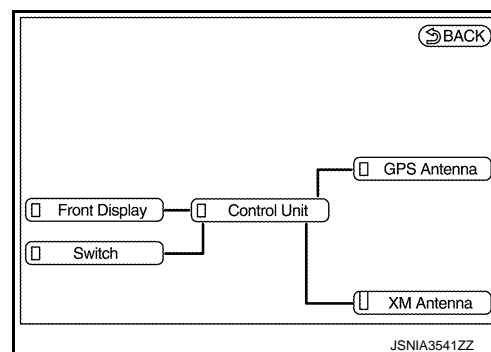 BACK
GPS Antenna
Front Display
Control Unit
Switch
XM Antenna
JSNIA3541ZZ